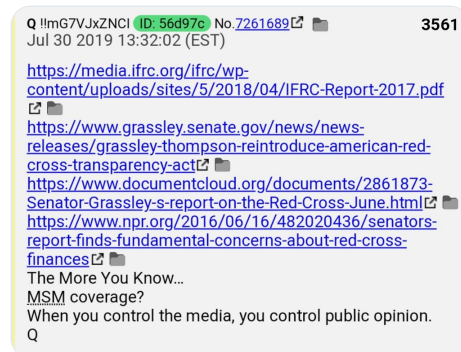 Q !!mG7VJxZNCI ID: 56d97c No.7261689 3561
Jul 30 2019 13:32:02 (EST)
https://media.ifrc.org/ifrc/wp-
content/uploads/sites/5/2018/04/IFRC-Report-2017.pdf
https://www.grassley.senate.gov/news/news-
releases/grassley-thompson-reintroduce-american-red-
cross-transparency-act
https://www.documentcloud.org/documents/2861873-
Senator-Grassley-s-report-on-the-Red-Cross-June.html
https://www.npr.org/2016/06/16/482020436/senators-
report-finds-fundamental-concerns-about-red-cross-
finances
The More You Know...
MSM coverage?
When you control the media, you control public opinion.
Q